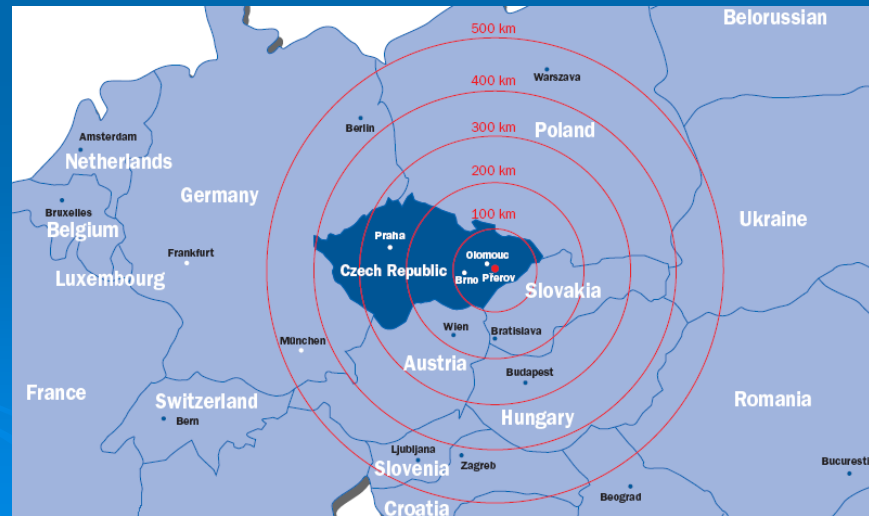 500 km
Belorussian
Warszava
400 km
Berlin
300 km
Poland
Amsterdam
Netherlands
200 km
Germany
Bruxelles
Belgium
100 km
Ukraine
Praha
Frankfurt
Olomouc
Luxembourg
Czech Republic
Brno
Přerov
Slovakia
Wien
Bratislava
München
Austria
Budapest
France
Switzerland
Romania
Bern
Hungary
Ljubljana
Slovenia
Zagreb
Bucuresti
Beograd
Croatia